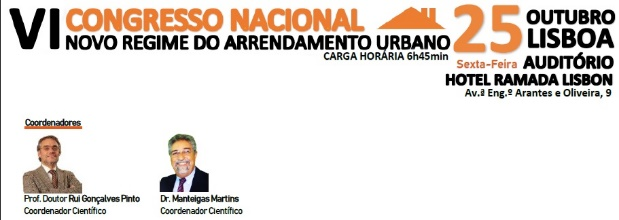 VI CONGRESSO NACIONAL
NOVO REGIME DO ARRENDAMENTO URBANO
CARGA HORÁRIA 6h45min
25 OUTUBRO
LISBOA
Sexta-Feira AUDITÓRIO
HOTEL RAMADA LISBON
Av.ª Eng.º Arantes e Oliveira, 9
Coordenadores
Prof. Doutor Rui Gonçalves Pinto
Coordenador Científico
Dr. Manteigas Martins
Coordenador Científico